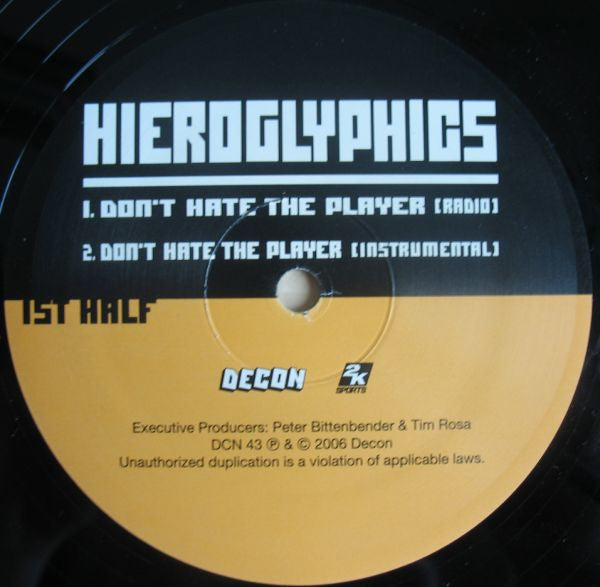 HIEROGLYPHICS
1. DON'T HATE THE PLAYER [RADIO]
2. DON'T HATE THE PLAYER [INSTRUMENTAL]
1ST HALF
DECON 2K SPORTS
Executive Producers: Peter Bittenbender & Tim Rosa
DCN 43 ℗ & © 2006 Decon
Unauthorized duplication is a violation of applicable laws.